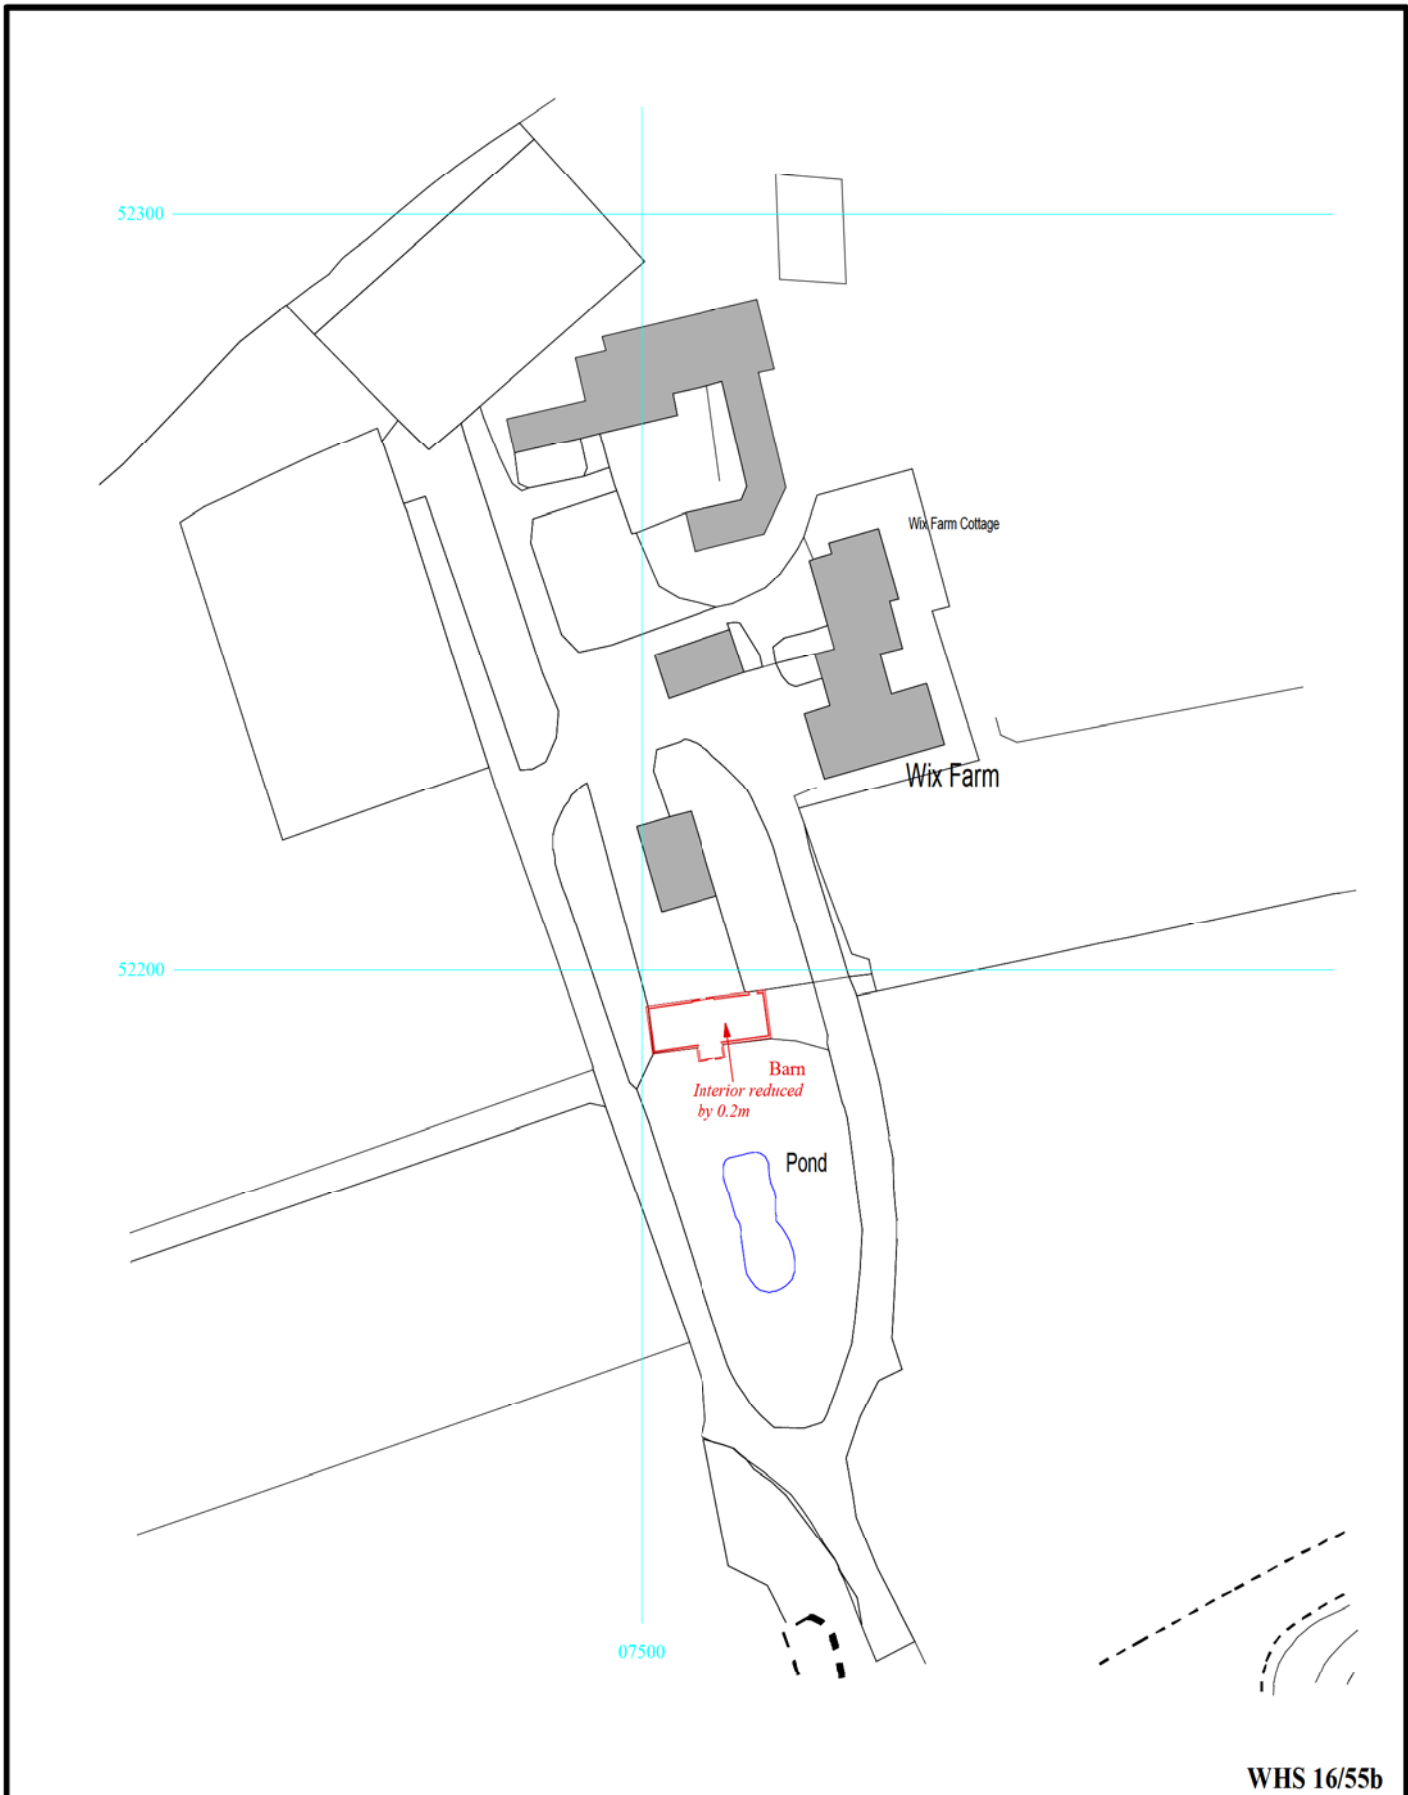 52300
Wix Farm Cottage
Wix Farm
52200
Barn
Interior reduced
by 0.2m
Pond
07500
WHS 16/55b